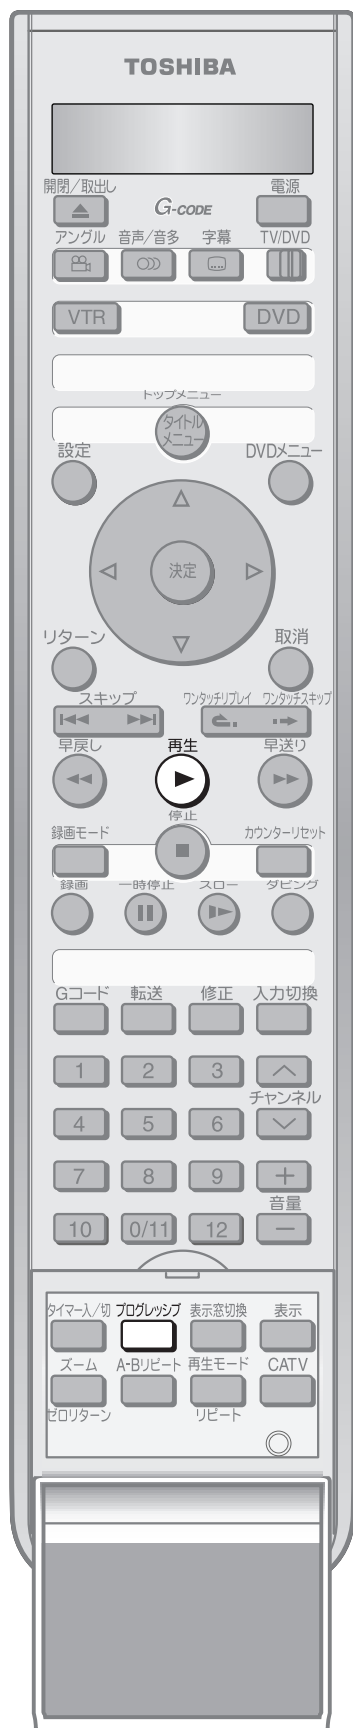 TOSHIBA
開閉/取出し
G-CODE
電源
アングル 音声/音多 字幕 TV/DVD
VTR DVD
トップメニュー
タイトル
メニュー
設定 DVDメニュー
決定
リターン 取消
スキップ ワンタッチリプレイ ワンタッチスキップ
早戻し 再生 早送り
停止
録画モード カウンターリセット
録画 一時停止 スロー ダビング
Gコード 転送 修正 入力切換
1 2 3
チャンネル
4 5 6
7 8 9 +
音量
10 0/11 12 −
タイマー入/切 プログレッシブ 表示窓切換 表示
ズーム A-Bリピート 再生モード CATV
ゼロリターン リピート